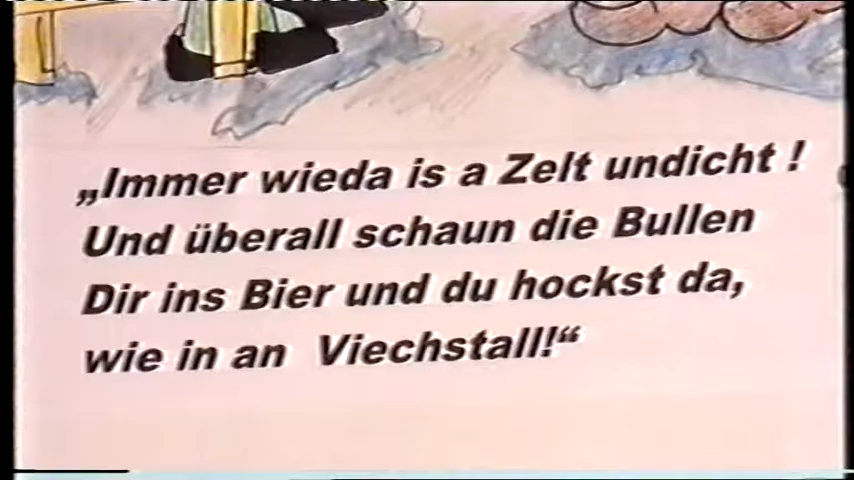 „Immer wieda is a Zelt undicht !
Und überall schaun die Bullen
Dir ins Bier und du hockst da,
wie in an Viechstall!“